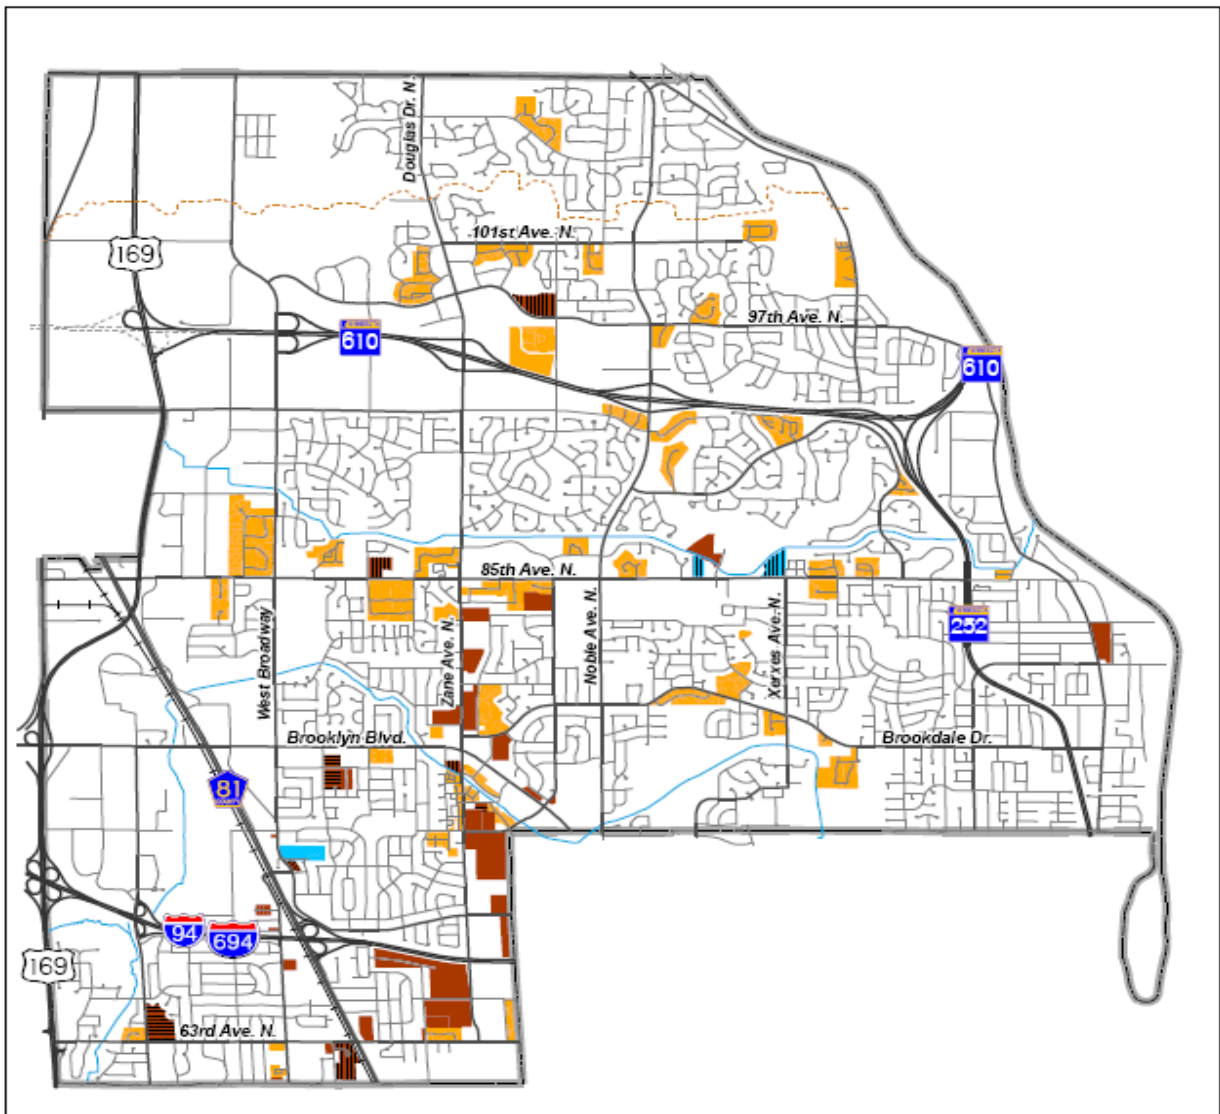 Douglas Dr. N.
101st Ave. N.
169
97th Ave. N.
610
610
85th Ave. N.
252
West Broadway
Zane Ave. N.
Noble Ave. N.
Xerxes Ave. N.
Brooklyn Blvd.
Brookdale Dr.
81
COUNTY
94
694
169
63rd Ave. N.